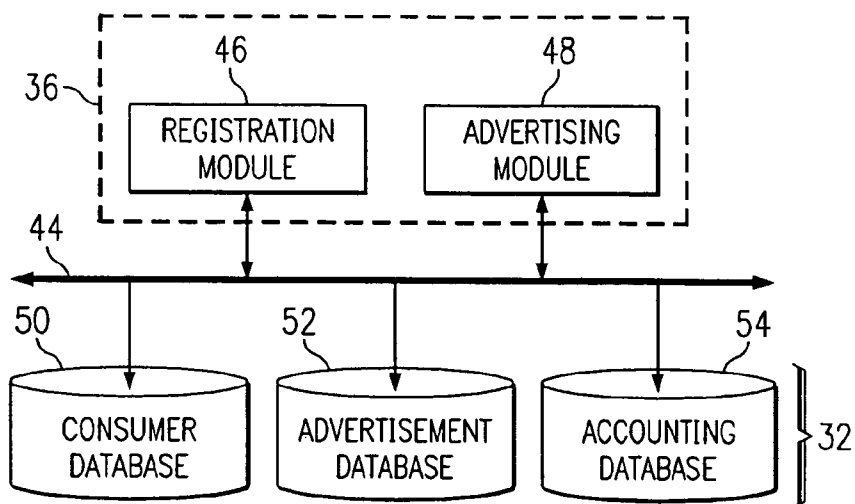 46
48
36
REGISTRATION
MODULE
ADVERTISING
MODULE
44
50
52
54
CONSUMER
DATABASE
ADVERTISEMENT
DATABASE
ACCOUNTING
DATABASE
32